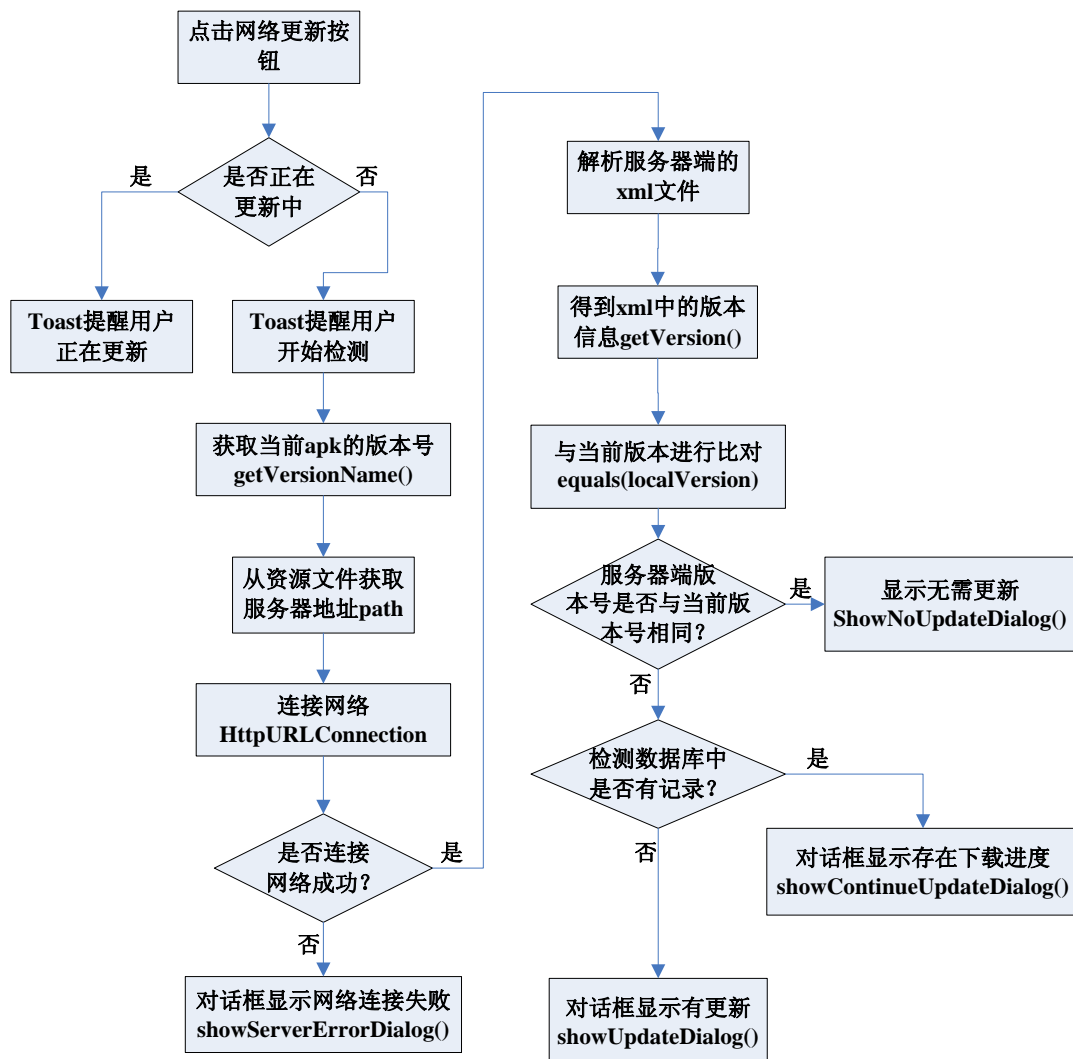 点击网络更新按
钮
是
是否正在
更新中
否
Toast提醒用户
正在更新
Toast提醒用户
开始检测
获取当前apk的版本号
getVersionName()
从资源文件获取
服务器地址path
连接网络
HttpURLConnection
是否连接
网络成功？
是
否
对话框显示网络连接失败
showServerErrorDialog()
解析服务器端的
xml文件
得到xml中的版本
信息getVersion()
与当前版本进行比对
equals(localVersion)
服务器端版
本号是否与当前版
本号相同？
是
显示无需更新
ShowNoUpdateDialog()
否
检测数据库中
是否有记录？
是
对话框显示存在下载进度
showContinueUpdateDialog()
否
对话框显示有更新
showUpdateDialog()